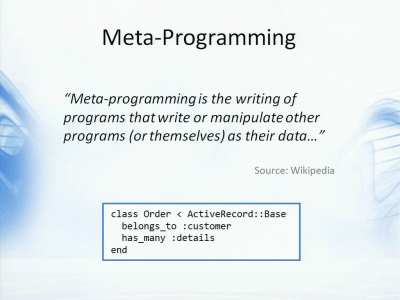 Meta-Programming
“Meta-programming is the writing of
programs that write or manipulate other
programs (or themselves) as their data…”
Source: Wikipedia
class Order < ActiveRecord::Base
  belongs_to :customer
  has_many :details
end